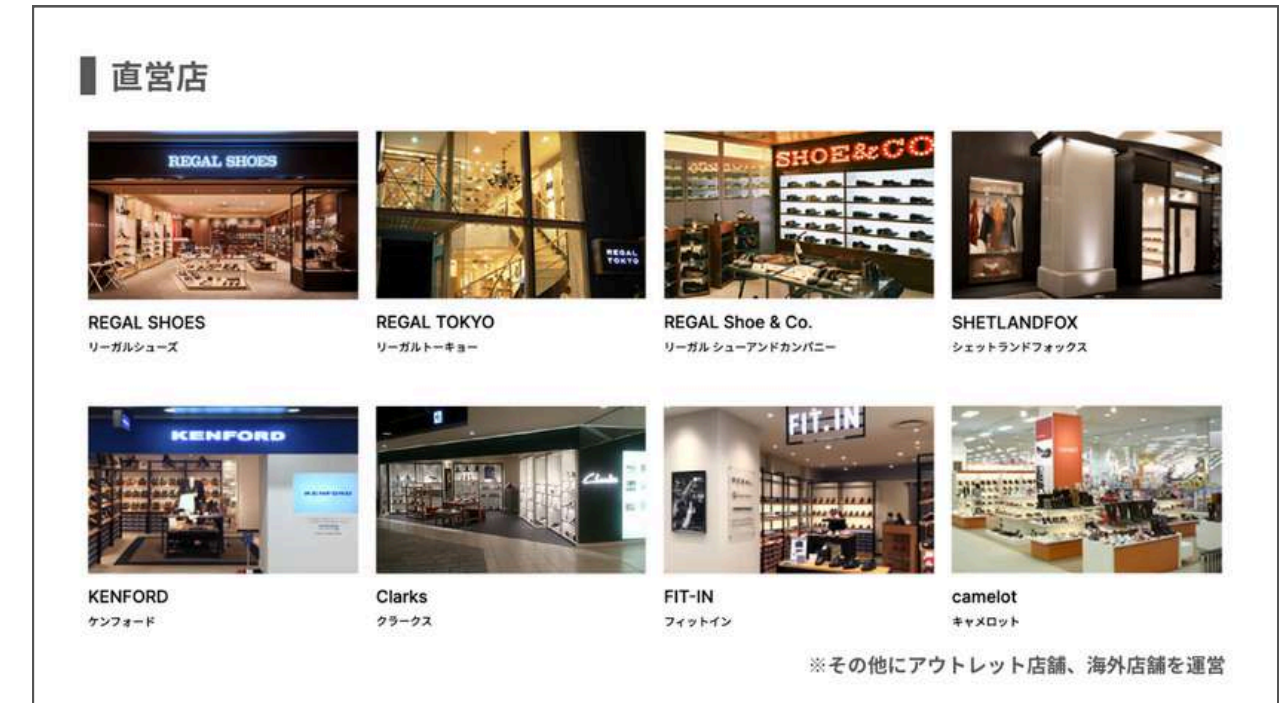 直営店
REGAL SHOES
REGAL TOKYO
SHOE&CO
REGAL SHOES
リーガルシューズ
REGAL TOKYO
リーガルトーキョー
REGAL Shoe & Co.
リーガル シューアンドカンパニー
SHETLANDFOX
シェットランドフォックス
KENFORD
KENFORD
Clarks
FIT-IN
KENFORD
ケンフォード
Clarks
クラークス
FIT-IN
フィットイン
camelot
キャメロット
※その他にアウトレット店舗、海外店舗を運営